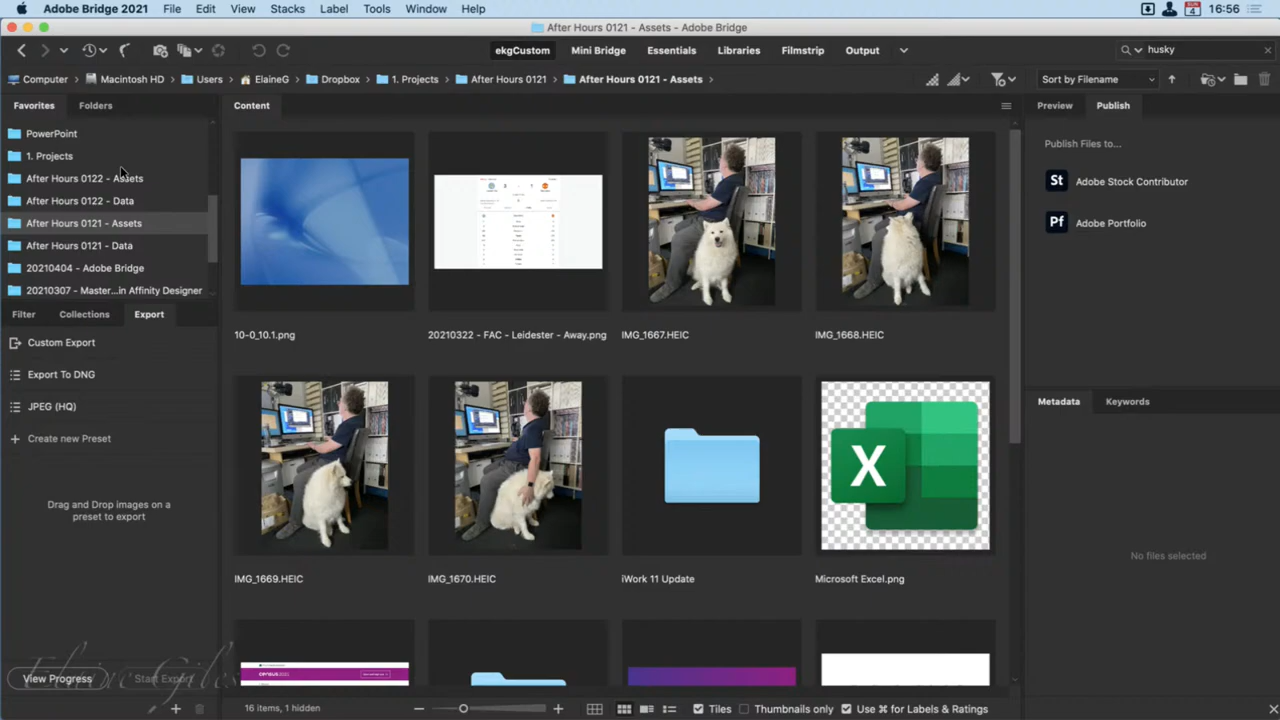 Adobe Bridge 2021 File Edit View Stacks Label Tools Window Help SUN 4 16:56
After Hours 0121 - Assets - Adobe Bridge
ekgCustom Mini Bridge Essentials Libraries Filmstrip Output husky
Computer Macintosh HD Users ElaineG Dropbox 1. Projects After Hours 0121 After Hours 0121 - Assets Sort by Filename
Favorites Folders Content Preview Publish
PowerPoint
1. Projects
After Hours 0122 - Assets
After Hours 0122 - Data
After Hours 0121 - Assets
After Hours 0121 - Data
20210404 - Adobe Bridge
20210307 - Master...in Affinity Designer
Filter Collections Export
Custom Export
Export To DNG
JPEG (HQ)
Create new Preset
Drag and Drop images on a
preset to export
View Progress Start Export
10-0_10.1.png 20210322 - FAC - Leidester - Away.png IMG_1667.HEIC IMG_1668.HEIC
X
IMG_1669.HEIC IMG_1670.HEIC iWork 11 Update Microsoft Excel.png
census2021
16 items, 1 hidden Tiles Thumbnails only Use ⌘ for Labels & Ratings
Publish Files to...
St Adobe Stock Contributor
Pf Adobe Portfolio
Metadata Keywords
No files selected